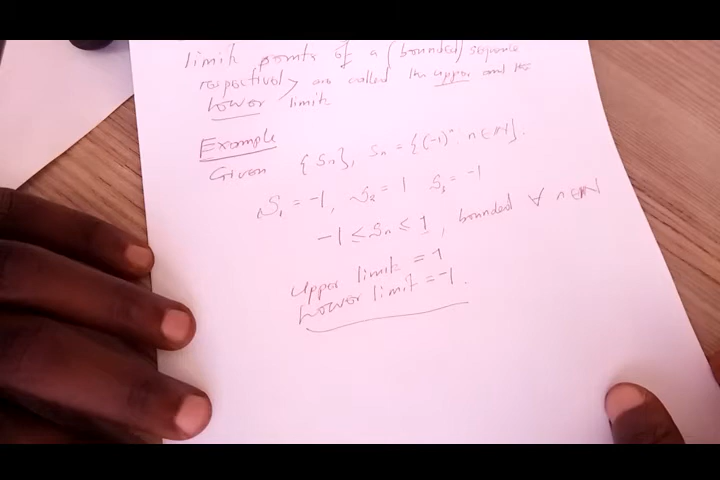 limit points of a (bounded) sequence
respectively are called the upper and the
lower limit
Example
Given {Sn}, Sn = {(-1)^n, n∈N}.
S₁ = -1, S₂ = 1 S₃ = -1
-1 ≤ Sn ≤ 1, bounded ∀ n∈N
Upper limit = 1
Lower limit = -1.